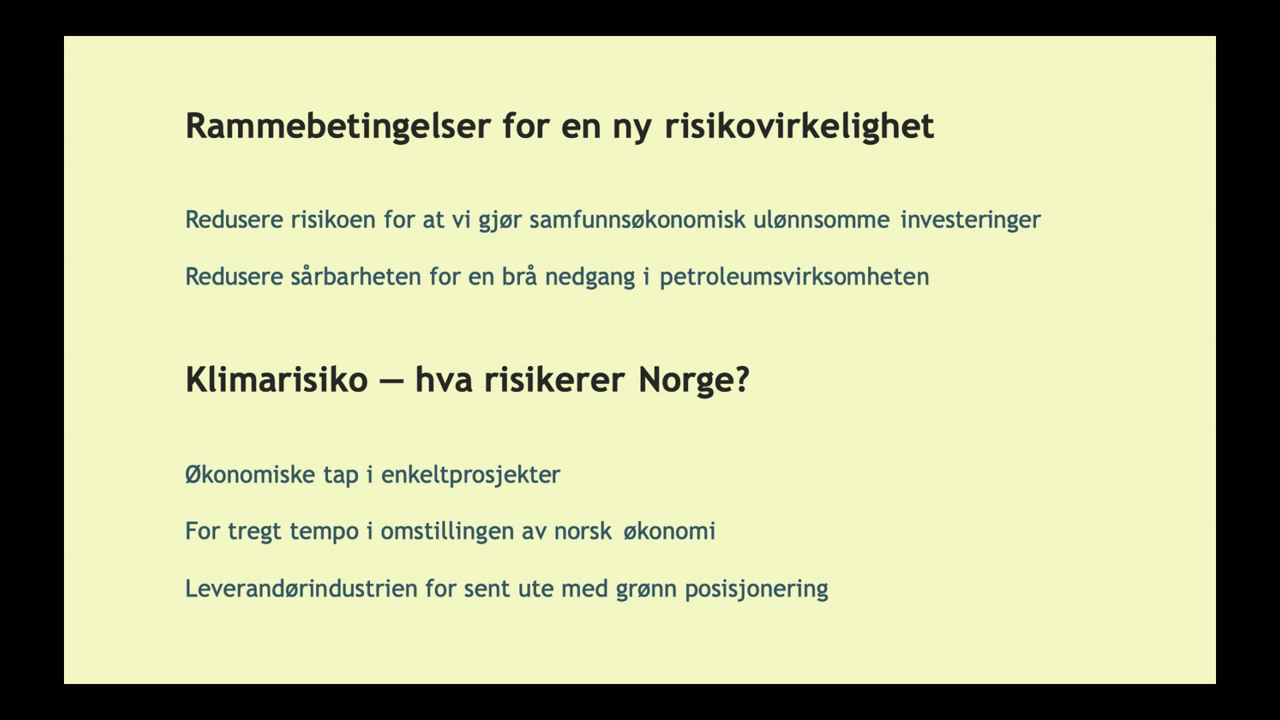 Rammebetingelser for en ny risikovirkelighet
Redusere risikoen for at vi gjør samfunnsøkonomisk ulønnsomme investeringer
Redusere sårbarheten for en brå nedgang i petroleumsvirksomheten
Klimarisiko — hva risikerer Norge?
Økonomiske tap i enkeltprosjekter
For tregt tempo i omstillingen av norsk økonomi
Leverandørindustrien for sent ute med grønn posisjonering